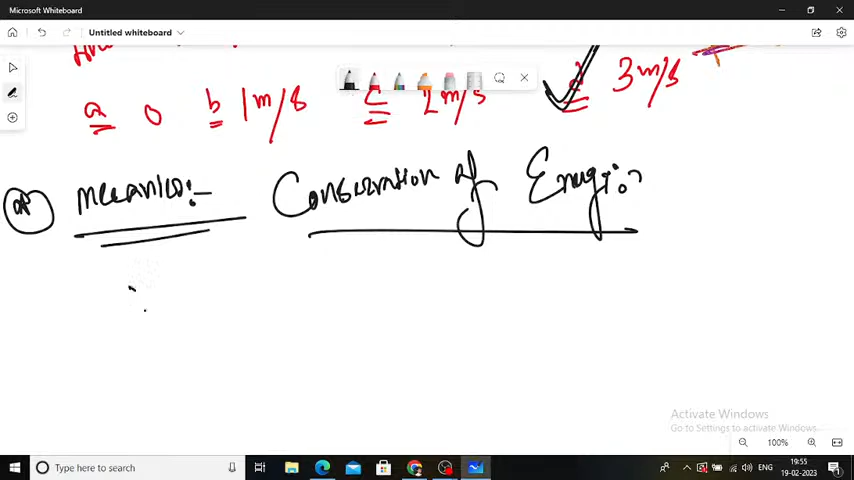 Microsoft Whiteboard
Untitled whiteboard
a 0 b 1m/s c 2m/s d 3m/s
Mechanics:- Conservation of Energy:-
Activate Windows
Go to Settings to activate Windows.
100%
Type here to search
ENG
19:55
19-02-2023